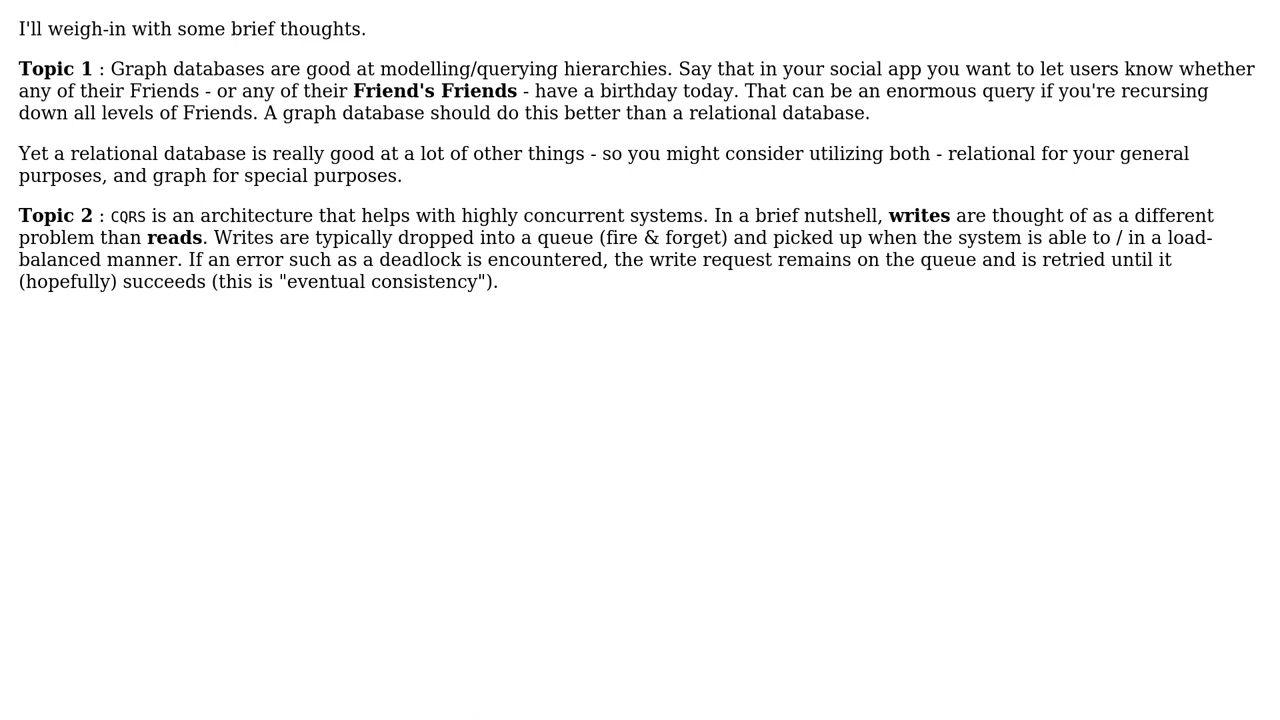 I'll weigh-in with some brief thoughts.
Topic 1 : Graph databases are good at modelling/querying hierarchies. Say that in your social app you want to let users know whether
any of their Friends - or any of their Friend's Friends - have a birthday today. That can be an enormous query if you're recursing
down all levels of Friends. A graph database should do this better than a relational database.
Yet a relational database is really good at a lot of other things - so you might consider utilizing both - relational for your general
purposes, and graph for special purposes.
Topic 2 : CQRS is an architecture that helps with highly concurrent systems. In a brief nutshell, writes are thought of as a different
problem than reads. Writes are typically dropped into a queue (fire & forget) and picked up when the system is able to / in a load-
balanced manner. If an error such as a deadlock is encountered, the write request remains on the queue and is retried until it
(hopefully) succeeds (this is "eventual consistency").